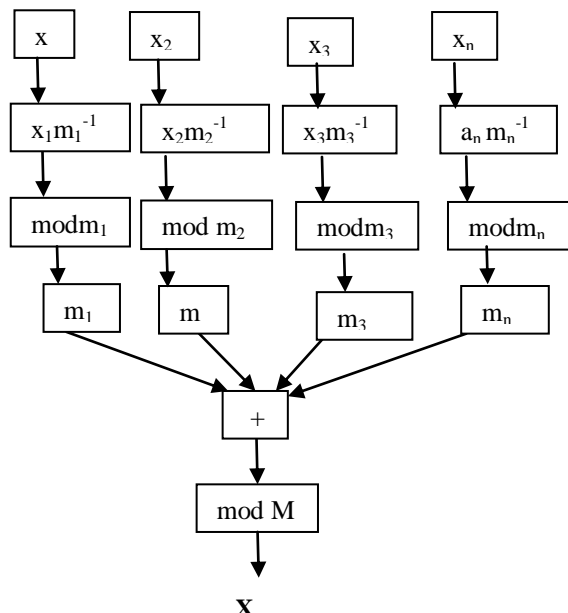 x x₂ x₃ xₙ
x₁m₁⁻¹ x₂m₂⁻¹ x₃m₃⁻¹ aₙ mₙ⁻¹
modm₁ mod m₂ modm₃ modmₙ
m₁ m m₃ mₙ
+
mod M
X